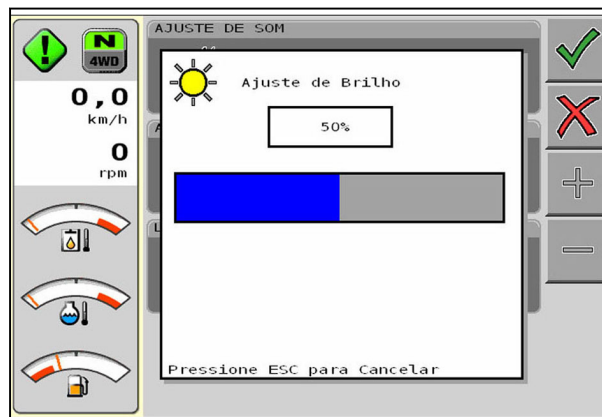 N
4WD
0,0
km/h
0
rpm
AJUSTE DE SOM
Ajuste de Brilho
50%
Pressione ESC para Cancelar